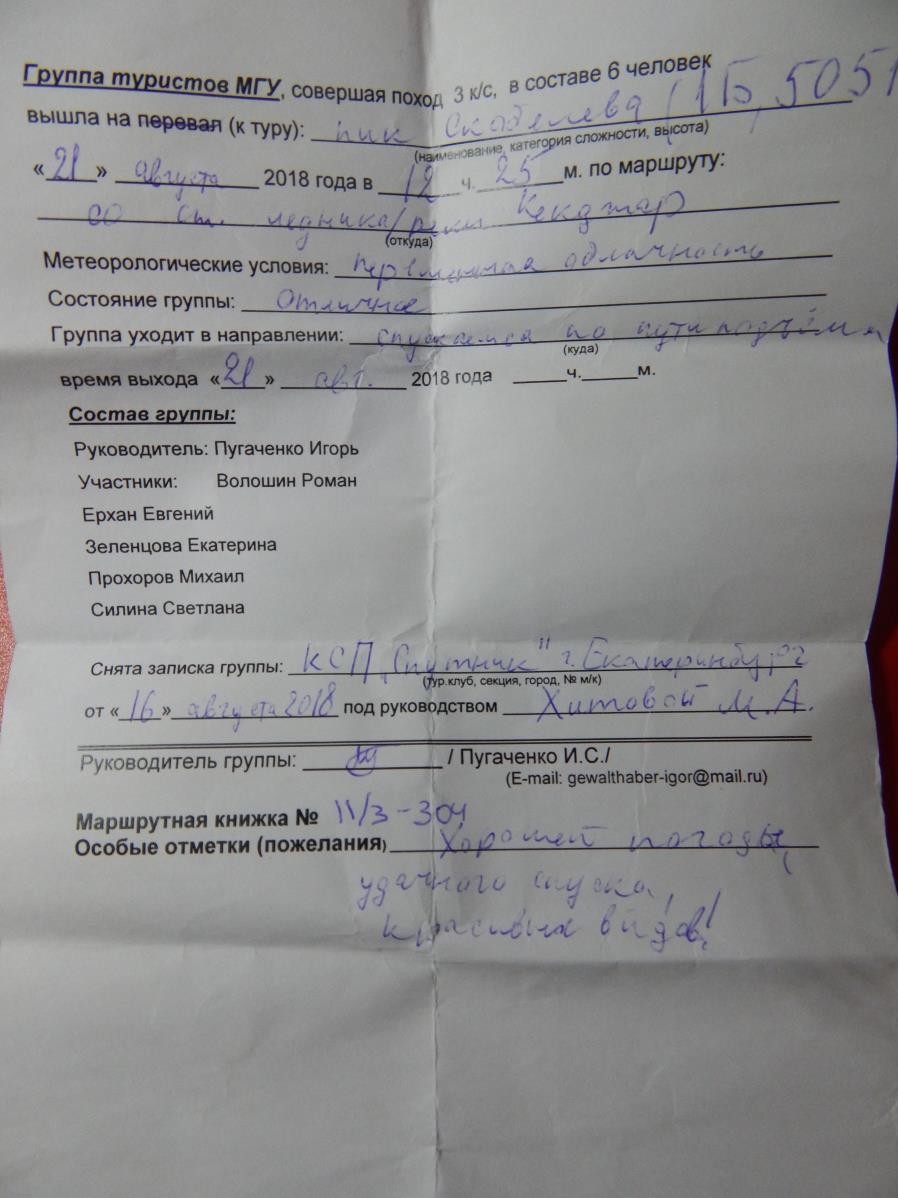 Группа туристов МГУ, совершая поход 3 к/с, в составе 6 человек
вышла на перевал (к туру): пик Скобелева (1Б, 5051
(наименование, категория сложности, высота)
«21» августа 2018 года в 12 ч. 25 м. по маршруту:
со ст. ледника/реки Кекджар
(откуда)
Метеорологические условия: переменная облачность
Состояние группы: отличное
Группа уходит в направлении: спускаемся по пути подъёма
(куда)
время выхода «21» авг. 2018 года ____ч.____м.
Состав группы:
Руководитель: Пугаченко Игорь
Участники: Волошин Роман
Ерхан Евгений
Зеленцова Екатерина
Прохоров Михаил
Силина Светлана
Снята записка группы: КСП „Спутник" г. Екатеринбург
(тур.клуб, секция, город, № м/к)
от «16» августа 2018 под руководством Хитовой М.А.
Руководитель группы: / Пугаченко И.С./
(E-mail: gewalthaber-igor@mail.ru)
Маршрутная книжка № 11/3-304
Особые отметки (пожелания) Хорошей погоды,
удачного спуска,
красивых видов!